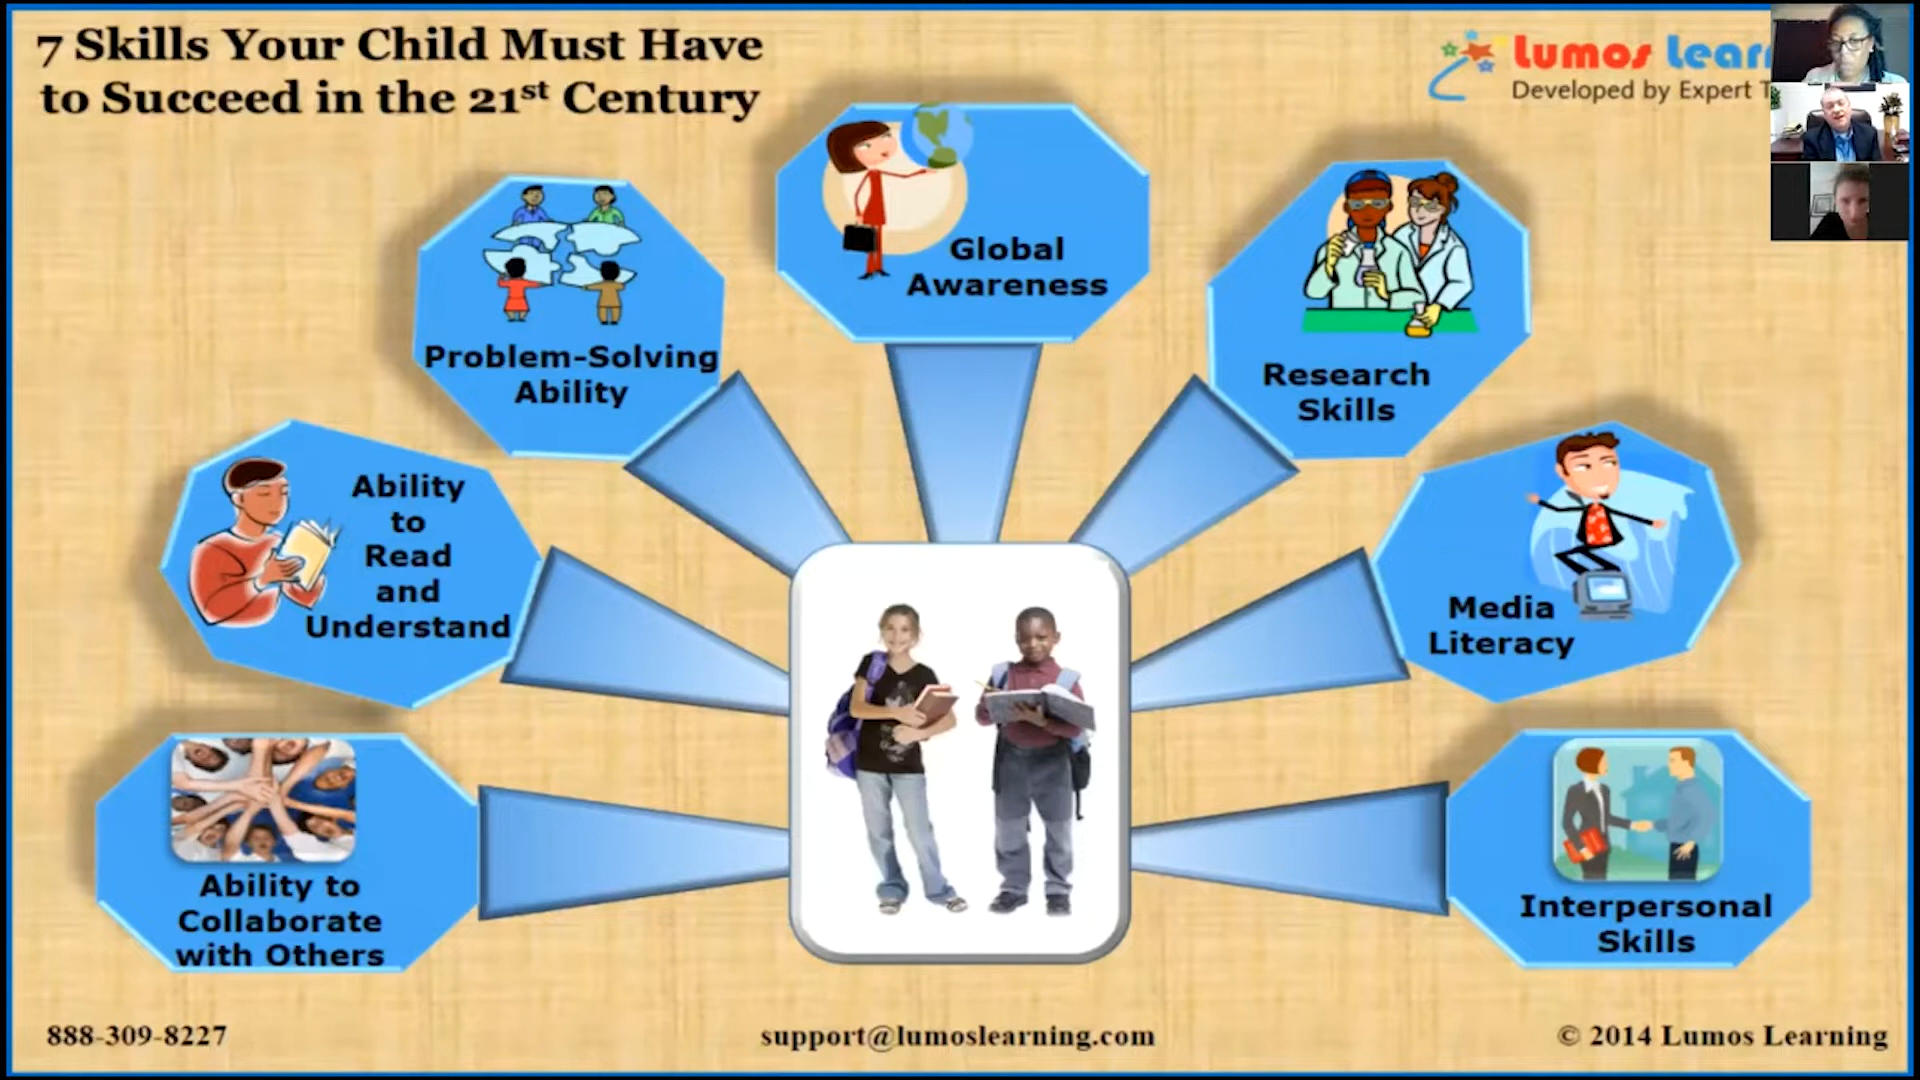 7 Skills Your Child Must Have
to Succeed in the 21st Century
Lumos Lear
Developed by Expert T
Global
Awareness
Problem-Solving
Ability
Research
Skills
Ability
to
Read
and
Understand
Media
Literacy
Ability to
Collaborate
with Others
Interpersonal
Skills
888-309-8227
support@lumoslearning.com
© 2014 Lumos Learning